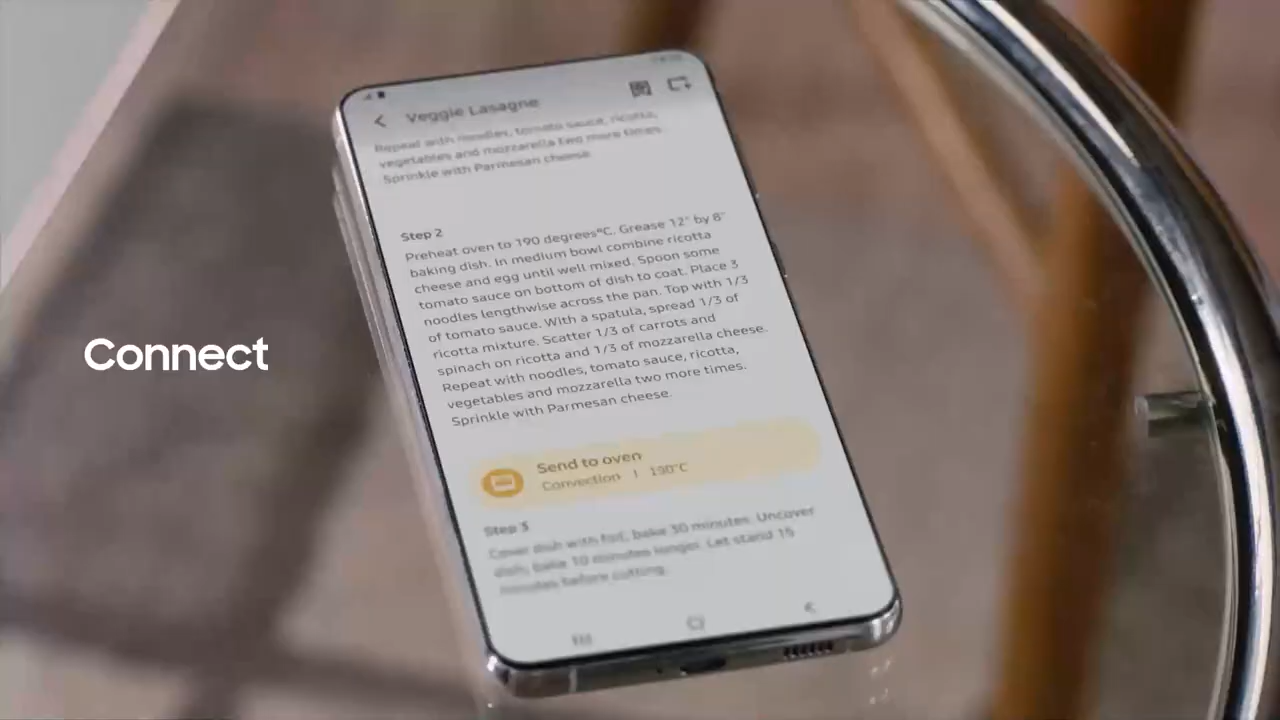 Veggie Lasagne
Repeat with noodles, tomato sauce, ricotta,
vegetables and mozzarella two more times.
Sprinkle with Parmesan cheese.
Step 2
Preheat oven to 190 degrees°C. Grease 12" by 8"
baking dish. In medium bowl combine ricotta
cheese and egg until well mixed. Spoon some
tomato sauce on bottom of dish to coat. Place 3
noodles lengthwise across the pan. Top with 1/3
of tomato sauce. With a spatula, spread 1/3 of
ricotta mixture. Scatter 1/3 of carrots and
spinach on ricotta and 1/3 of mozzarella cheese.
Repeat with noodles, tomato sauce, ricotta,
vegetables and mozzarella two more times.
Sprinkle with Parmesan cheese.
Connect
Send to oven
Convection | 190°C
Step 3
Cover dish with foil, bake 30 minutes. Uncover
dish; bake 10 minutes longer. Let stand 15
minutes before cutting.